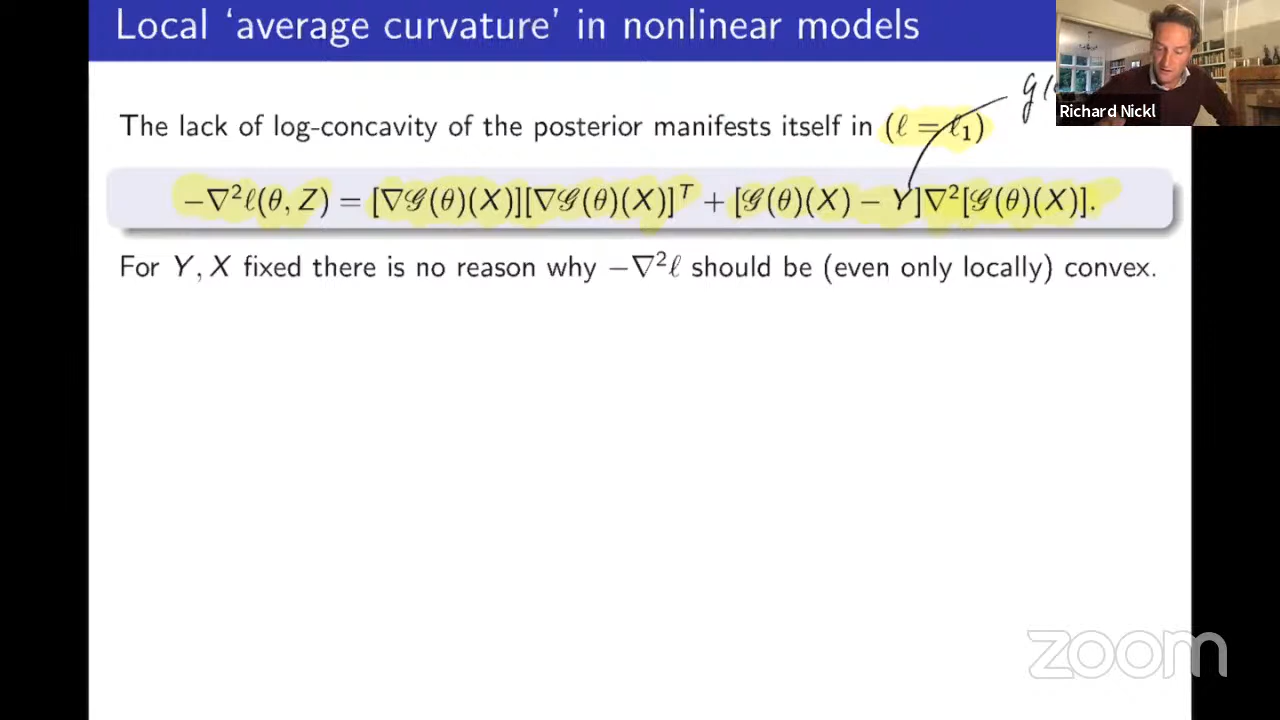 Local ‘average curvature’ in nonlinear models
The lack of log-concavity of the posterior manifests itself in (ℓ = ℓ₁)
−∇²ℓ(θ, Z) = [∇𝒢(θ)(X)][∇𝒢(θ)(X)]ᵀ + [𝒢(θ)(X) − Y]∇²[𝒢(θ)(X)].
For Y, X fixed there is no reason why −∇²ℓ should be (even only locally) convex.
Richard Nickl
zoom